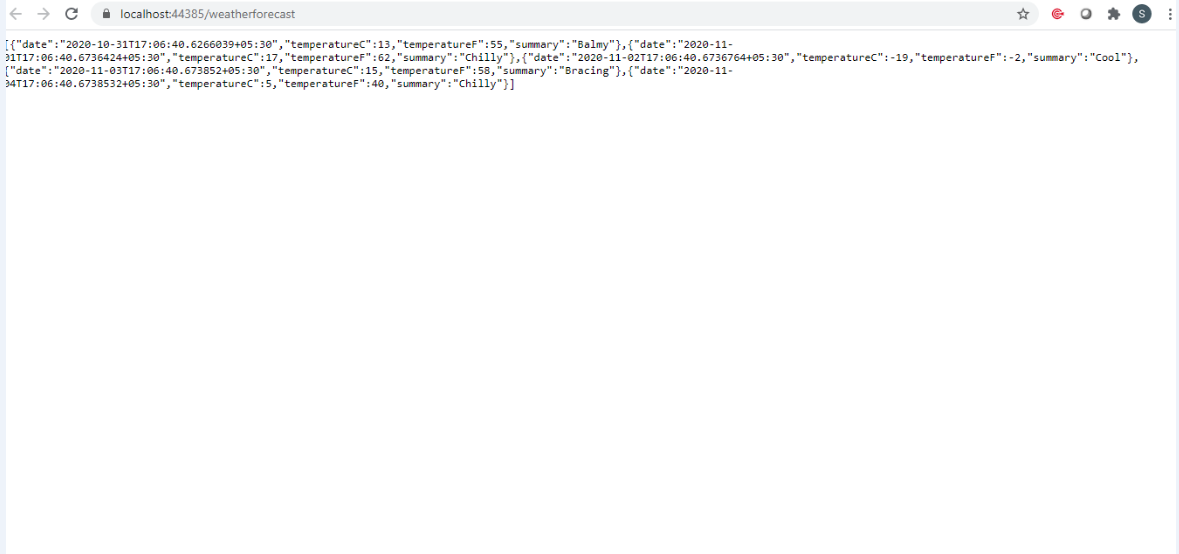 localhost:44385/weatherforecast
S
[{"date":"2020-10-31T17:06:40.6266039+05:30","temperatureC":13,"temperatureF":55,"summary":"Balmy"},{"date":"2020-11-
01T17:06:40.6736424+05:30","temperatureC":17,"temperatureF":62,"summary":"Chilly"},{"date":"2020-11-02T17:06:40.6736764+05:30","temperatureC":-19,"temperatureF":-2,"summary":"Cool"},
{"date":"2020-11-03T17:06:40.673852+05:30","temperatureC":15,"temperatureF":58,"summary":"Bracing"},{"date":"2020-11-
04T17:06:40.6738532+05:30","temperatureC":5,"temperatureF":40,"summary":"Chilly"}]